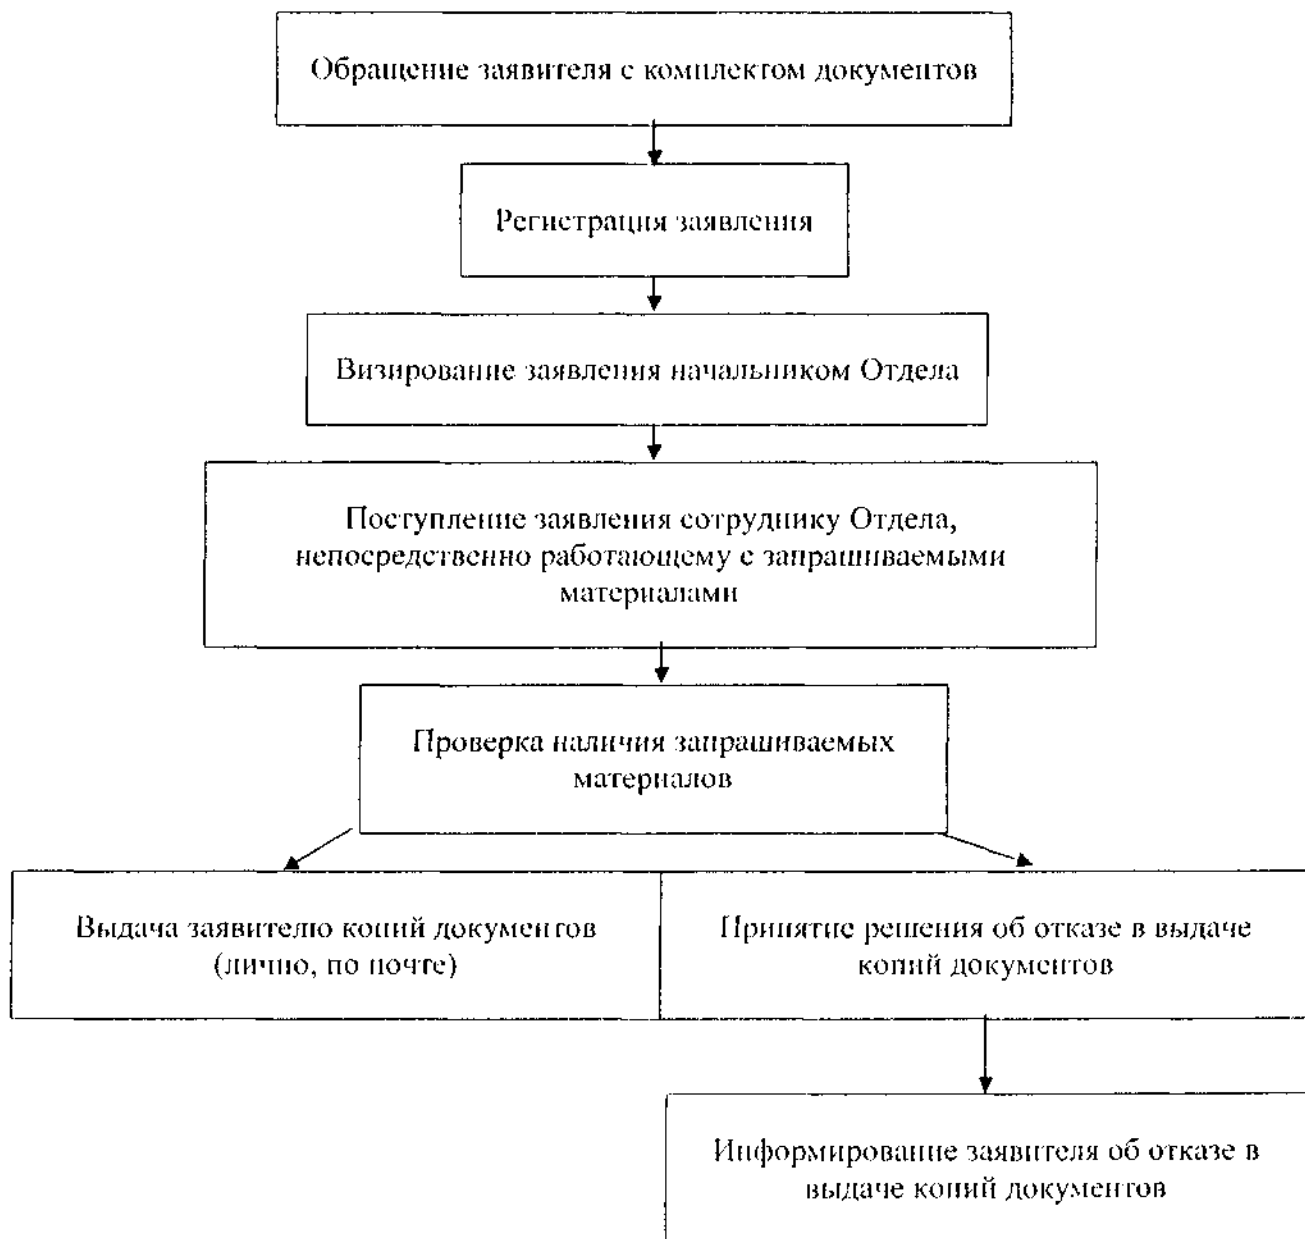 Обращение заявителя с комплектом документов
Регистрация заявления
Визирование заявления начальником Отдела
Поступление заявления сотруднику Отдела,
непосредственно работающему с запрашиваемыми
материалами
Проверка наличия запрашиваемых
материалов
Выдача заявителю копий документов
(лично, по почте)
Принятие решения об отказе в выдаче
копий документов
Информирование заявителя об отказе в
выдаче копий документов